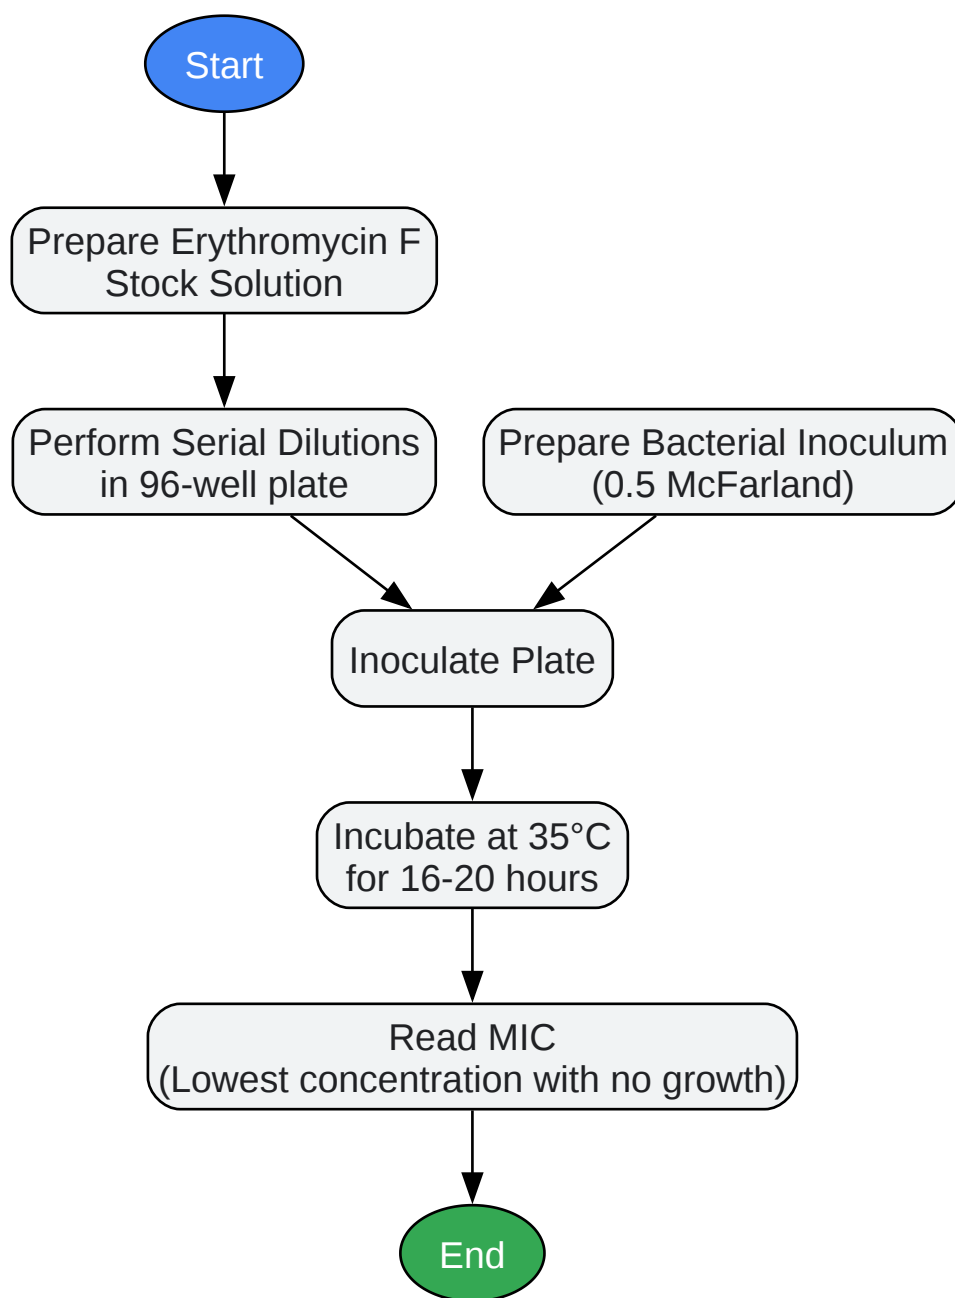 Start
Prepare Erythromycin F
Stock Solution
Perform Serial Dilutions
in 96-well plate
Prepare Bacterial Inoculum
(0.5 McFarland)
Inoculate Plate
Incubate at 35°C
for 16-20 hours
Read MIC
(Lowest concentration with no growth)
End